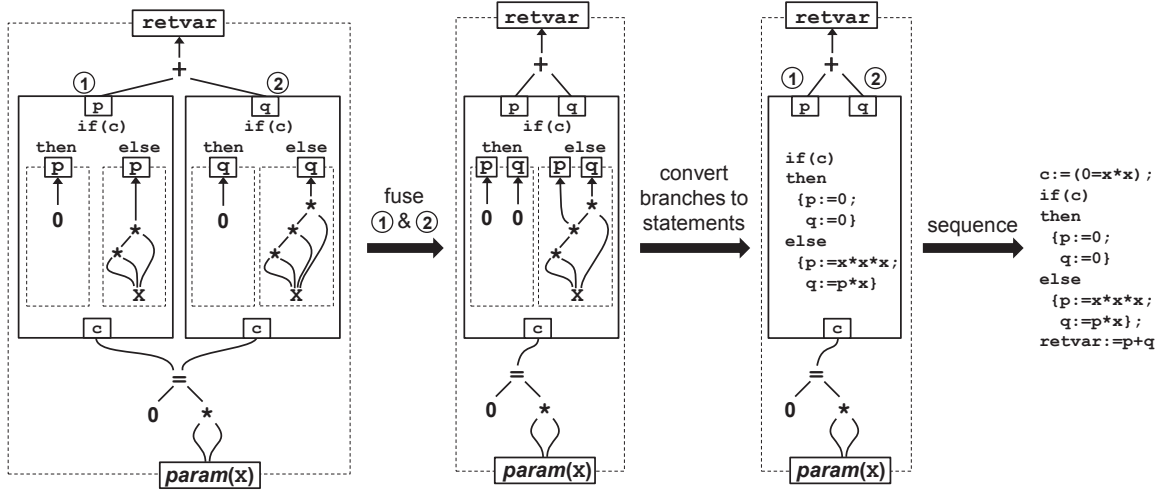 retvar
+
1
2
p
q
if(c)
if(c)
then
else
then
else
p
p
q
q
0
0
*
*
*
*
*
x
x
c
c
=
0
*
param(x)
fuse
1 & 2
retvar
+
p
q
if(c)
then
else
p
q
p
q
0
0
*
*
*
x
c
=
0
*
param(x)
convert
branches to
statements
retvar
+
1
2
p
q
if(c)
then
{p:=0;
q:=0}
else
{p:=x*x*x;
q:=p*x}
c
=
0
*
param(x)
sequence
c:=(0=x*x);
if(c)
then
{p:=0;
q:=0}
else
{p:=x*x*x;
q:=p*x};
retvar:=p+q